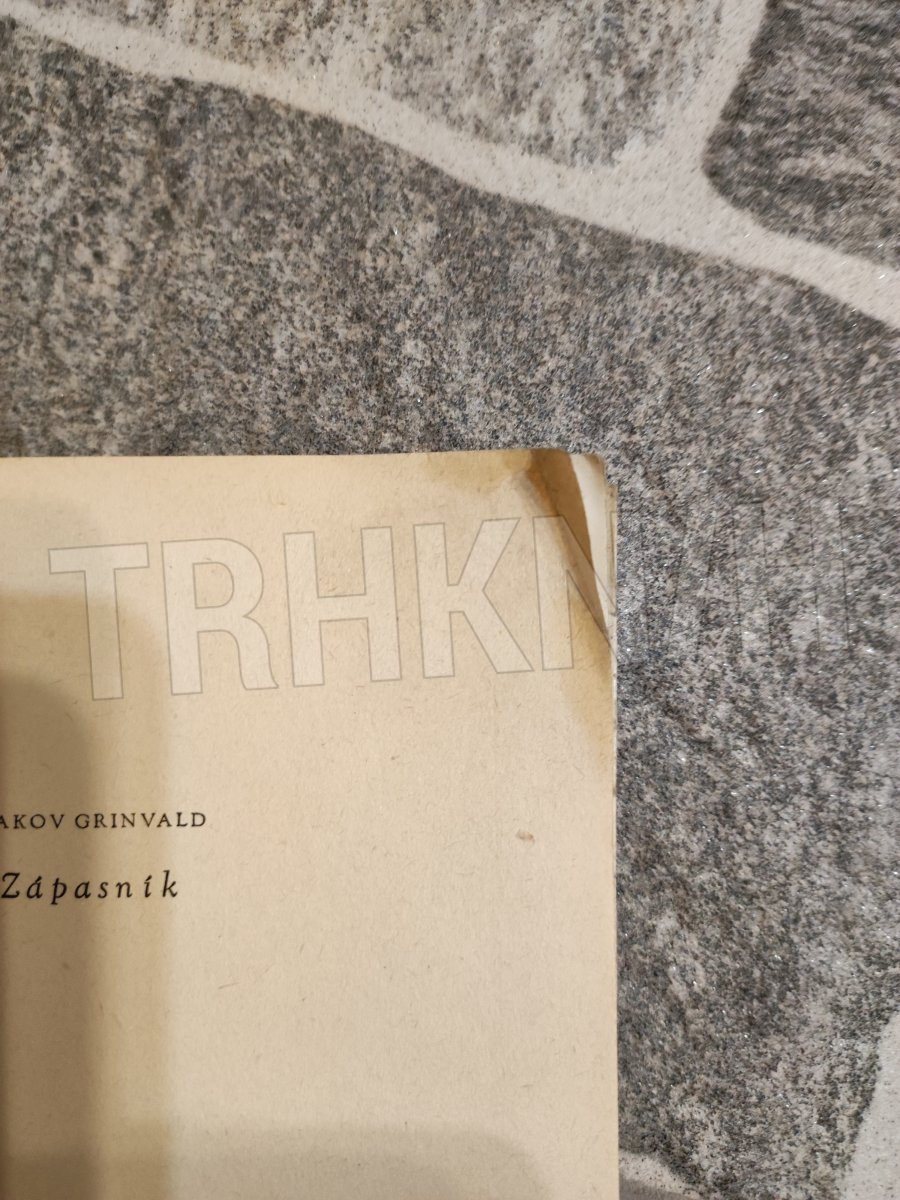 TRHKN
AKOV GRINVALD
Zápasník